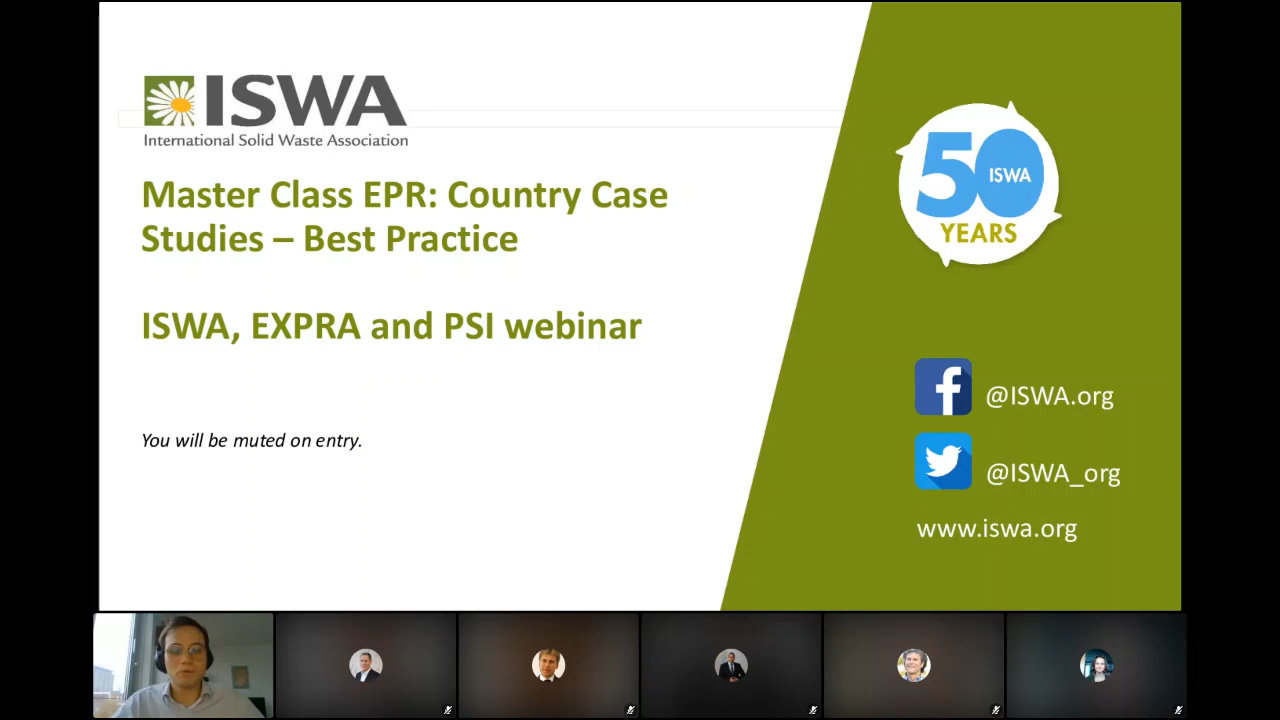 ISWA
International Solid Waste Association
Master Class EPR: Country Case
Studies – Best Practice
ISWA, EXPRA and PSI webinar
You will be muted on entry.
50
ISWA
YEARS
@ISWA.org
@ISWA_org
www.iswa.org